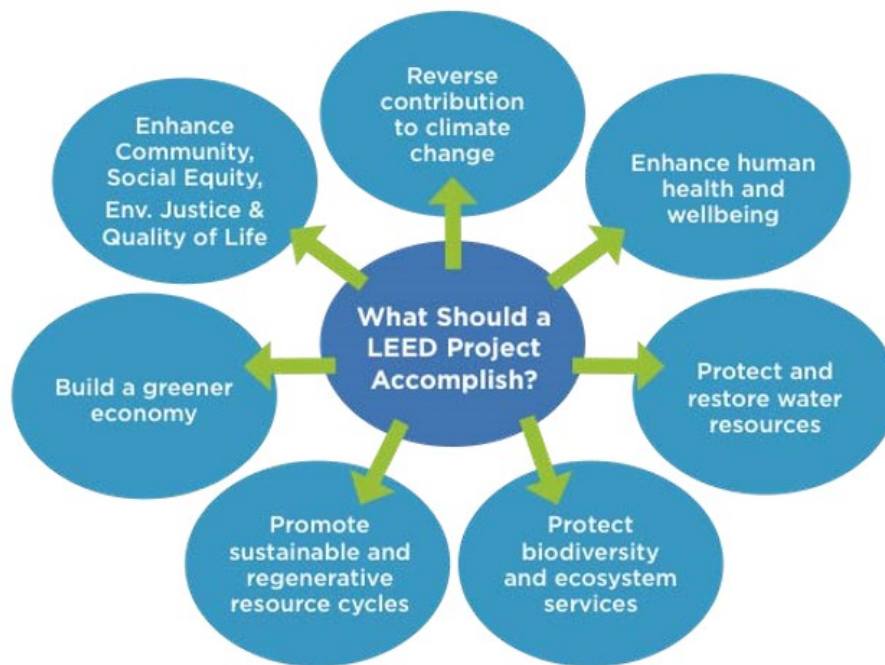 What Should a
LEED Project
Accomplish?
Reverse
contribution
to climate
change
Enhance human
health and
wellbeing
Protect and
restore water
resources
Protect
biodiversity
and ecosystem
services
Promote
sustainable and
regenerative
resource cycles
Build a greener
economy
Enhance
Community,
Social Equity,
Env. Justice &
Quality of Life